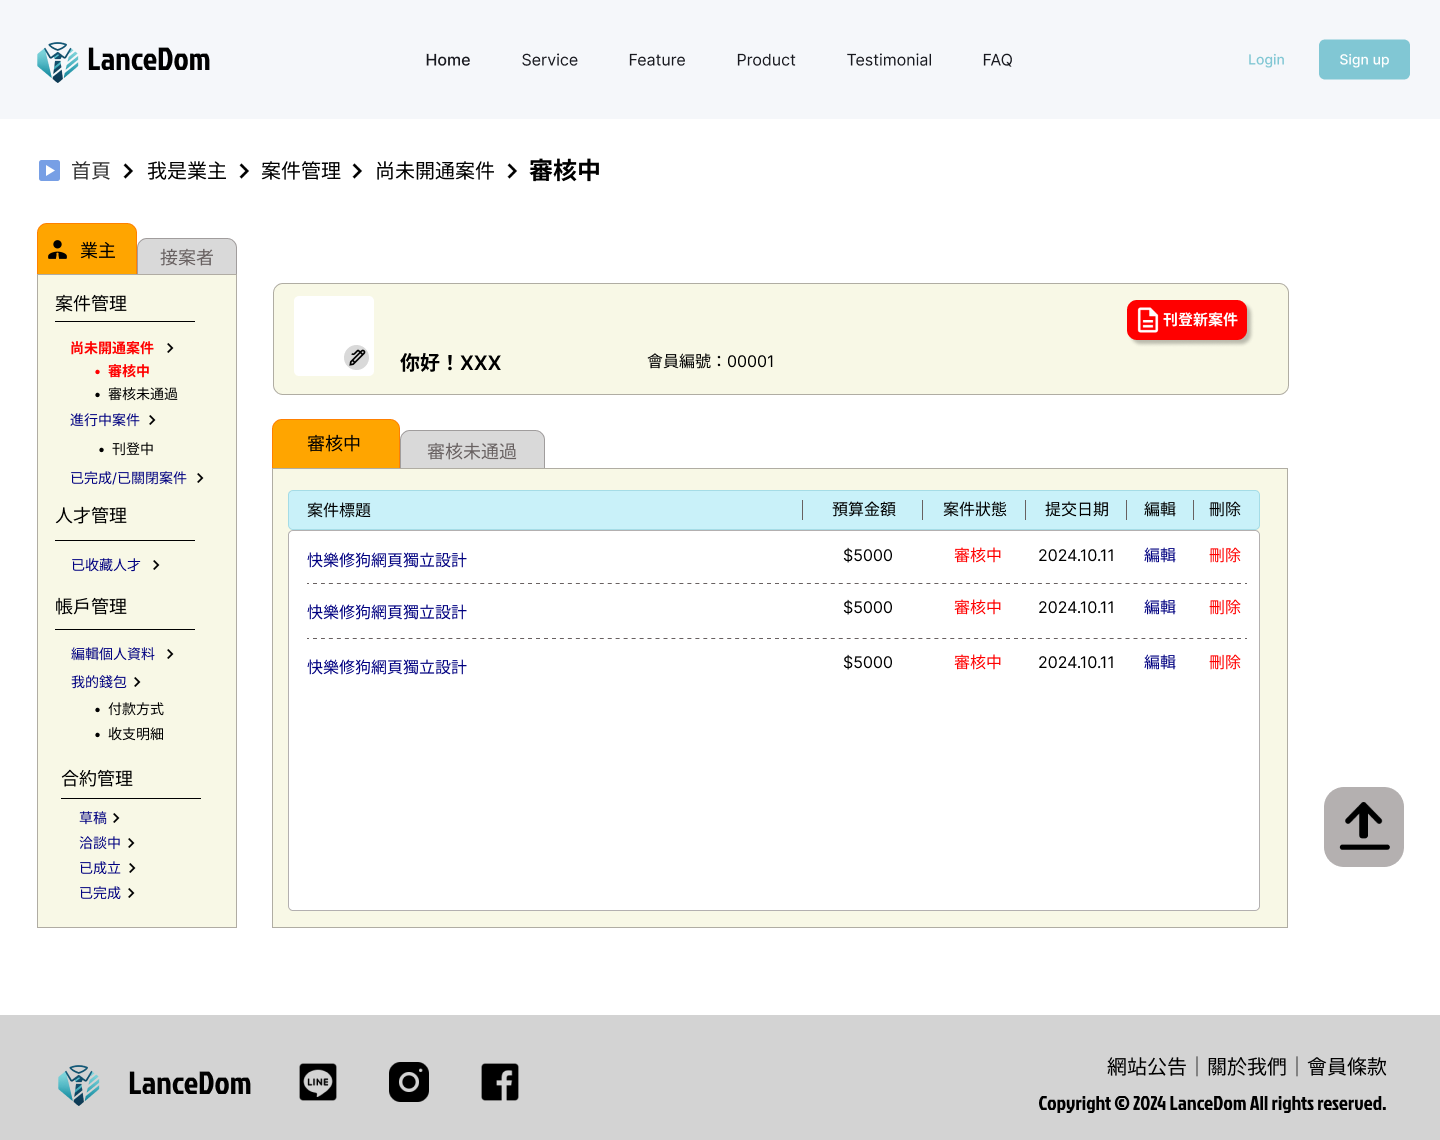 LanceDom Home Service Feature Product Testimonial FAQ Login Sign up
首頁 我是業主 案件管理 尚未開通案件 審核中
業主 接案者
案件管理
尚未開通案件
• 審核中
• 審核未通過
進行中案件
• 刊登中
已完成/已關閉案件
人才管理
已收藏人才
帳戶管理
編輯個人資料
我的錢包
• 付款方式
• 收支明細
合約管理
草稿
洽談中
已成立
已完成
刊登新案件
你好！XXX 會員編號：00001
審核中 審核未通過
案件標題 預算金額 案件狀態 提交日期 編輯 刪除
快樂修狗網頁獨立設計 $5000 審核中 2024.10.11 編輯 刪除
快樂修狗網頁獨立設計 $5000 審核中 2024.10.11 編輯 刪除
快樂修狗網頁獨立設計 $5000 審核中 2024.10.11 編輯 刪除
LanceDom LINE
網站公告｜關於我們｜會員條款
Copyright © 2024 LanceDom All rights reserved.